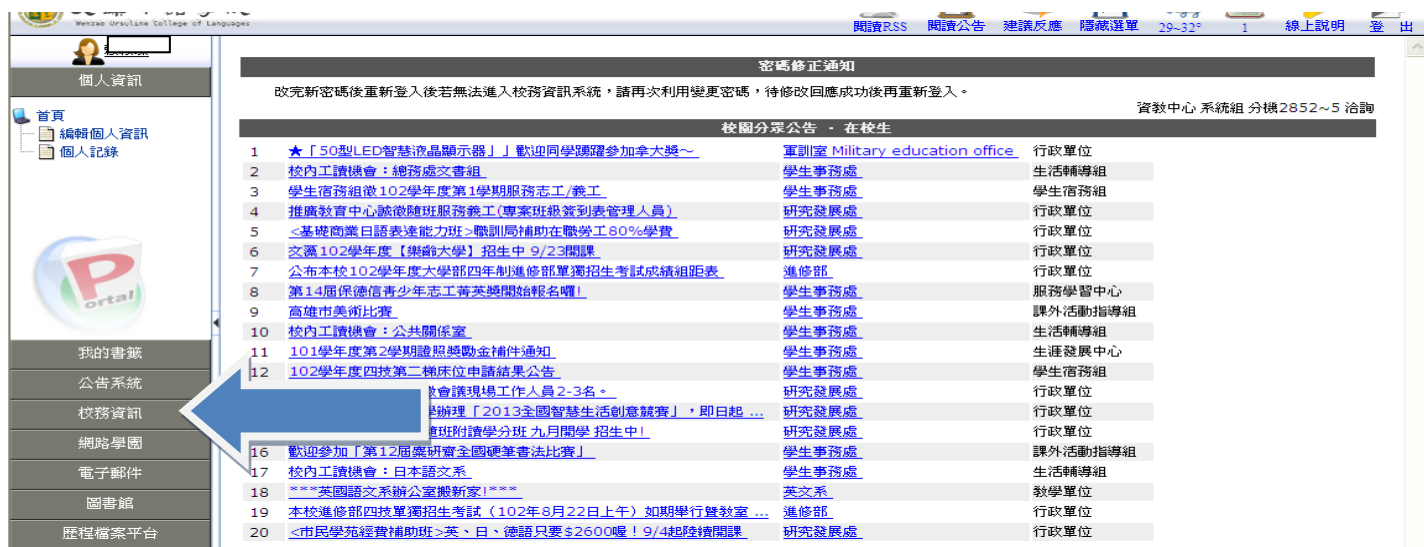 Wenzao Ursuline College of Languages
閱讀RSS 閱讀公告 建議反應 隱藏選單 29~32° 1 線上說明 登 出
個人資訊
首頁
編輯個人資訊
個人記錄
Portal
我的書籤
公告系統
校務資訊
網路學園
電子郵件
圖書館
歷程檔案平台
密碼修正通知
改完新密碼後重新登入後若無法進入校務資訊系統，請再次利用變更密碼，待修改回應成功後再重新登入。
資教中心 系統組 分機2852~5 洽詢
校園分眾公告 - 在校生
1 ★「50型LED智慧液晶顯示器」」歡迎同學踴躍參加拿大獎～ 軍訓室 Military education office 行政單位
2 校內工讀機會：總務處文書組 學生事務處 生活輔導組
3 學生宿務組徵102學年度第1學期服務志工/義工 學生事務處 學生宿務組
4 推廣教育中心誠徵隨班服務義工(專案班級簽到表管理人員) 研究發展處 行政單位
5 <基礎商業日語表達能力班>職訓局補助在職勞工80%學費 研究發展處 行政單位
6 文藻102學年度【樂齡大學】招生中 9/23開課 研究發展處 行政單位
7 公布本校102學年度大學部四年制進修部單獨招生考試成績組距表 進修部 行政單位
8 第14屆保德信青少年志工菁英獎開始報名囉! 學生事務處 服務學習中心
9 高雄市美術比賽 學生事務處 課外活動指導組
10 校內工讀機會：公共關係室 學生事務處 生活輔導組
11 101學年度第2學期證照獎勵金補件通知 學生事務處 生涯發展中心
12 102學年度四技第二梯床位申請結果公告 學生事務處 學生宿務組
徵會議現場工作人員2-3名。 研究發展處 行政單位
學辦理「2013全國智慧生活創意競賽」，即日起 ... 研究發展處 行政單位
隨班附讀學分班 九月開學 招生中! 研究發展處 行政單位
16 歡迎參加「第12屆奠研齋全國硬筆書法比賽」 學生事務處 課外活動指導組
17 校內工讀機會：日本語文系 學生事務處 生活輔導組
18 ***英國語文系辦公室搬新家!*** 英文系 教學單位
19 本校進修部四技單獨招生考試（102年8月22日上午）如期舉行暨教室 ... 進修部 行政單位
20 <市民學苑經費補助班>英、日、德語只要$2600喔！9/4起陸續開課 研究發展處 行政單位